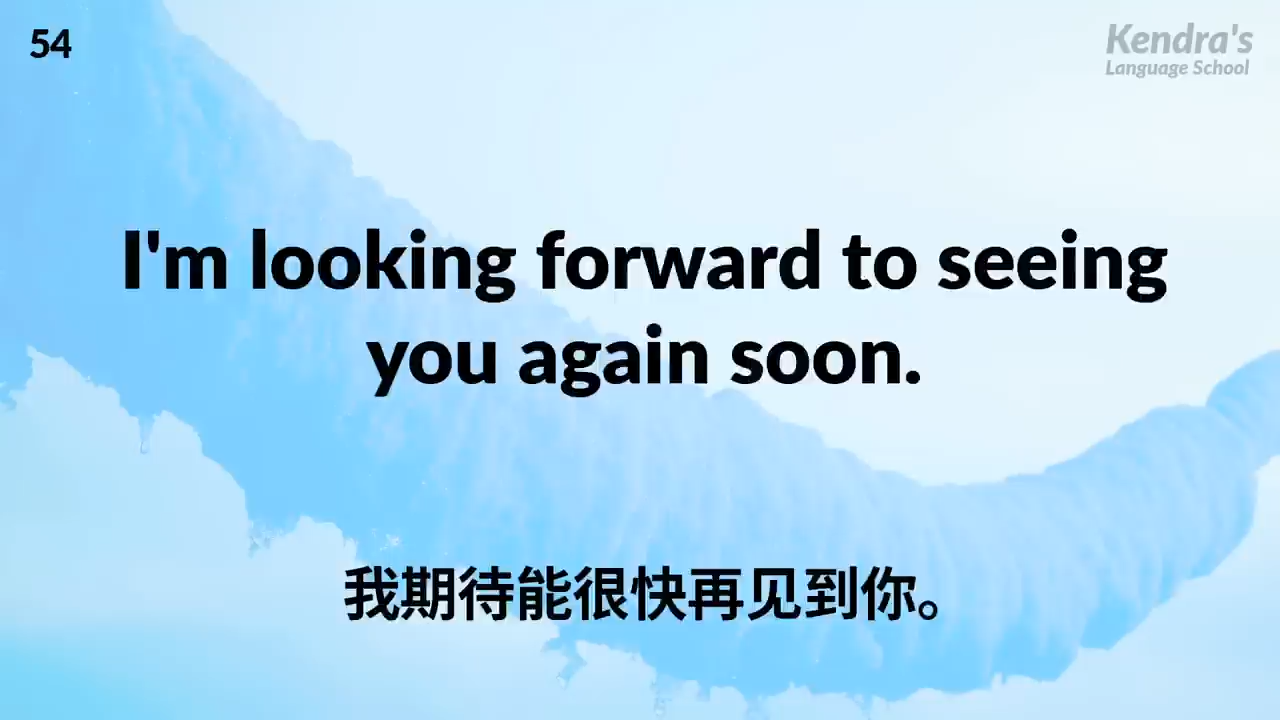 54
Kendra's
Language School
I'm looking forward to seeing
you again soon.
我期待能很快再见到你。